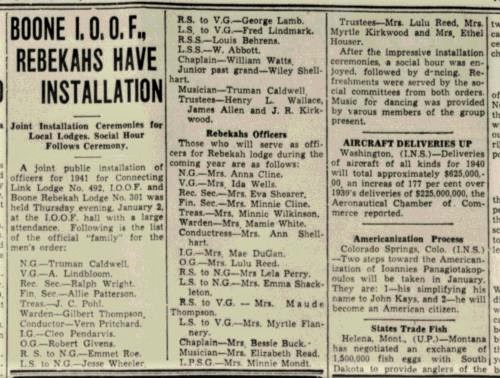 BOONE I.O.O.F.,
REBEKAHS HAVE
INSTALLATION
Joint Installation Ceremonies for
Local Lodges. Social Hour
Follows Ceremony.
A joint public installation of
officers for 1941 for Connecting
Link Lodge No. 492, I.O.O.F. and
Boone Rebekah Lodge No. 301 was
held Thursday evening, January 2,
at the I.O.O.F. hall with a large
attendance. Following is the list
of the official "family" for the
men's order:
N.G.—Truman Caldwell.
V.G.—A. Lindbloom.
Rec. Sec.—Ralph Wright.
Fin. Sec.—Allie Patterson.
Treas.—J. C. Pohl.
Warden—Gilbert Thompson,
Conductor—Vern Pritchard.
I.G.—Cleo Pendarvis.
O.G.—Robert Givens.
R. S. to N.G.—Emmet Roe.
L.S. to N.G.—Jesse Wheeler.
R.S. to V.G.—George Lamb.
L.S. to V.G.—Fred Lindmark.
R.S.S.—Louis Behrens.
L.S.S.—W. Abbott.
Chaplain—William Watts,
Junior past grand—Wiley Shell-
hart.
Musician—Truman Caldwell.
Trustees—Henry L. Wallace,
James Allen and J. R. Kirk-
wood.
Rebekahs Officers
Those who will serve as offi-
cers for Rebekah lodge during the
coming year are as follows:
N.G.—Mrs. Anna Cline.
V.G.—Mrs. Ida Wells.
Rec. Sec.—Mrs. Eva Shearer,
Fin. Sec.—Mrs. Minnie Cline.
Treas.—Mrs. Minnie Wilkinson.
Warden—Mrs. Mamie White.
Conductress—Mrs. Ann Shell-
hart.
I.G.—Mrs. Mae DuGan.
O.G.—Mrs. Lulu Reed.
R.S. to N.G—Mrs Lela Perry.
L.S. to N.G.—Mrs. Emma Shack-
leton.
R.S. to V.G.—Mrs. Maude
Thompson.
L.S. to V.G.—Mrs. Myrtle Flan-
nery.
Chaplain—Mrs. Bessie Buck.
Musician—Mrs. Elizabeth Read.
L.P.S.G.—Mrs. Minnie Mondt.
Trustees—Mrs. Lulu Reed, Mrs.
Myrtle Kirkwood and Mrs. Ethel
Houser.
After the impressive installation
ceremonies, a social hour was en-
joyed, followed by dancing. Re-
freshments were served by the so-
cial committees from both orders.
Music for dancing was provided
by varous members of the group
present.
AIRCRAFT DELIVERIES UP
Washington, (I.N.S.)—Deliveries
of aircraft of all kinds for 1940
will total approximately $625,000,-
00, an increas of 177 per cent over
1939's deliveries of $225,000,000, the
Aeronautical Chamber of Com-
merce reported.
Americanization Process
Colorado Springs, Colo. (I.N.S.)
—Two steps toward the American-
ization of Ioannies Panagiotakop-
oulos will be taken in January.
They are: 1—his simplifying his
name to John Kays, and 2—he will
become an American citizen.
States Trade Fish
Helena, Mont., (U.P.)—Montana
has negotiated an exchange of
1,500,000 fish eggs with South
Dakota to provide anglers of the